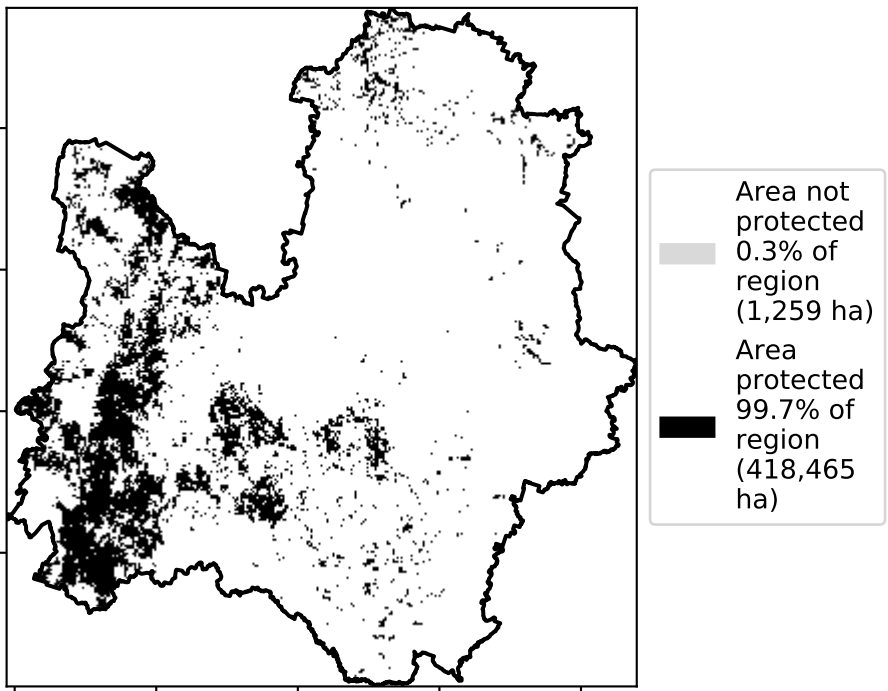 Area not
protected
0.3% of
region
(1,259 ha)
Area
protected
99.7% of
region
(418,465
ha)